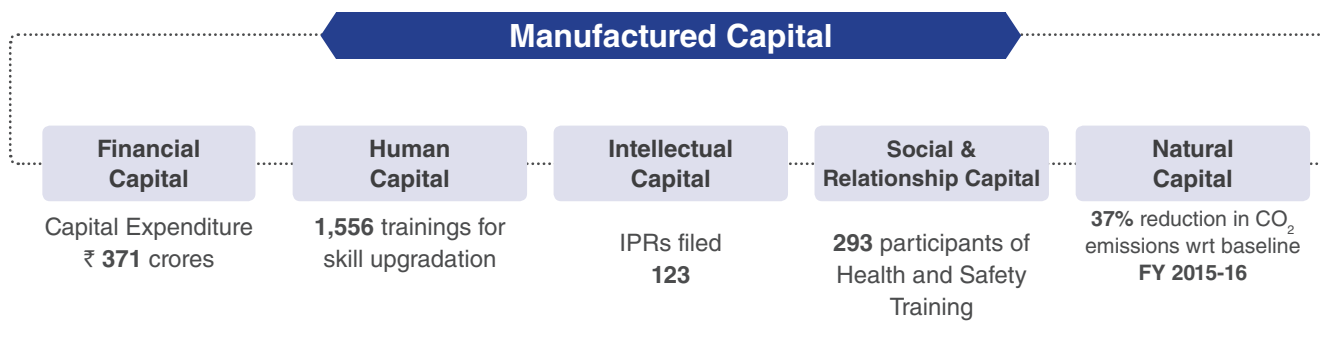 Manufactured Capital
Financial
Capital
Capital Expenditure
₹ 371 crores
Human
Capital
1,556 trainings for
skill upgradation
Intellectual
Capital
IPRs filed
123
Social &
Relationship Capital
293 participants of
Health and Safety
Training
Natural
Capital
37% reduction in CO₂
emissions wrt baseline
FY 2015-16